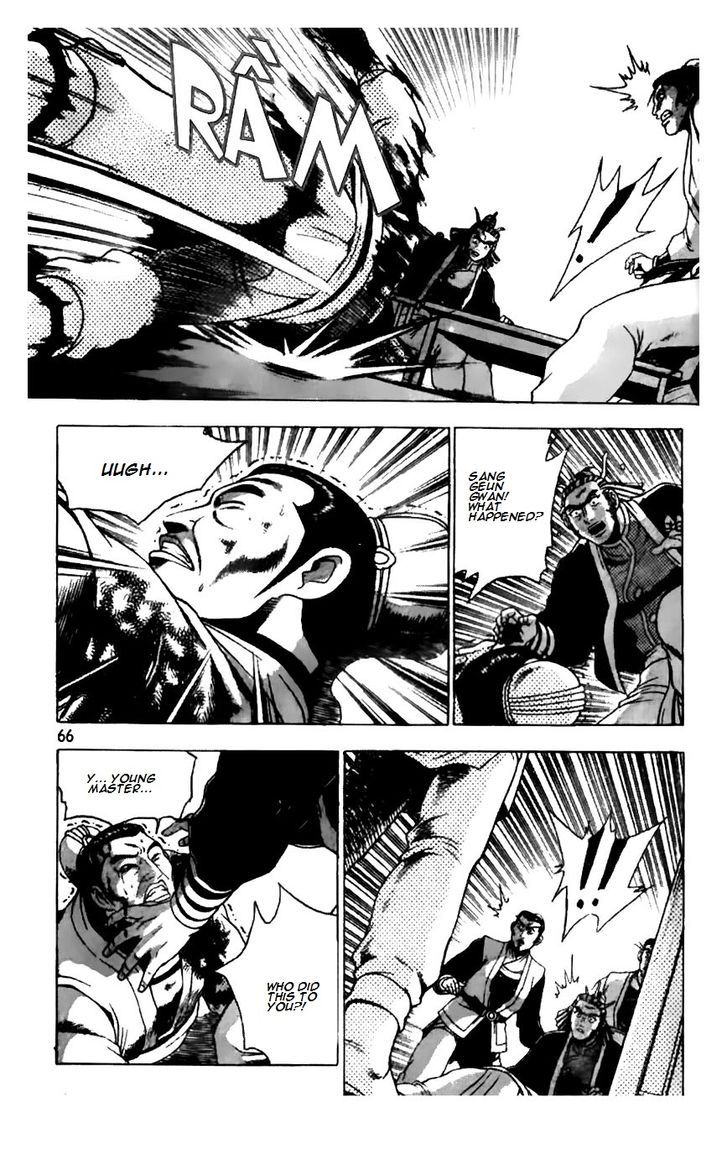 RẦM
!
UUGH...
SANG
GEUN
GWAN!
WHAT
HAPPENED?
66
Y... YOUNG
MASTER...
WHO DID
THIS TO
YOU?!
!!